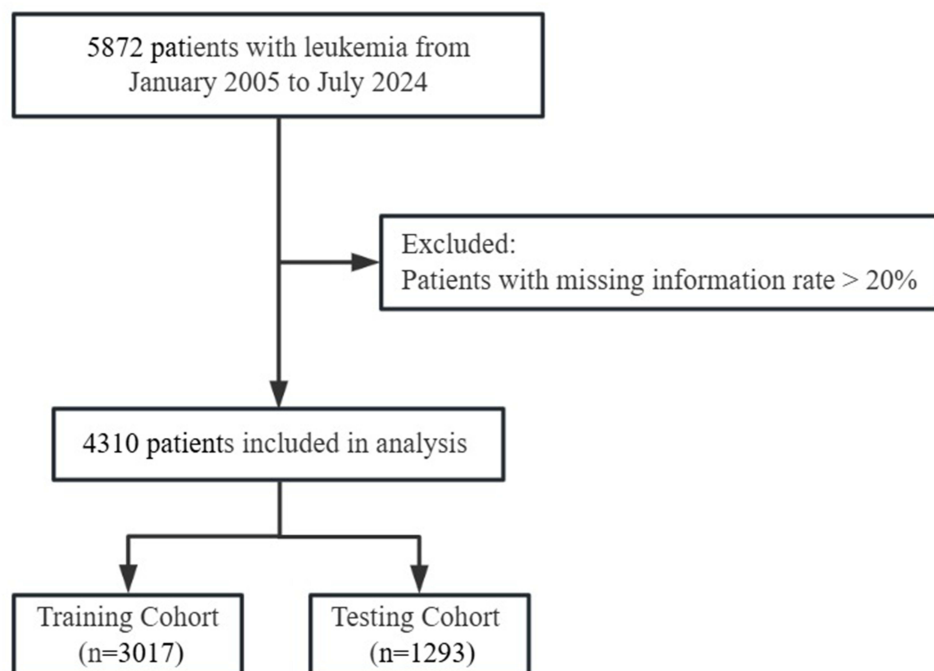 5872 patients with leukemia from
January 2005 to July 2024
Excluded:
Patients with missing information rate > 20%
4310 patients included in analysis
Training Cohort
(n=3017)
Testing Cohort
(n=1293)